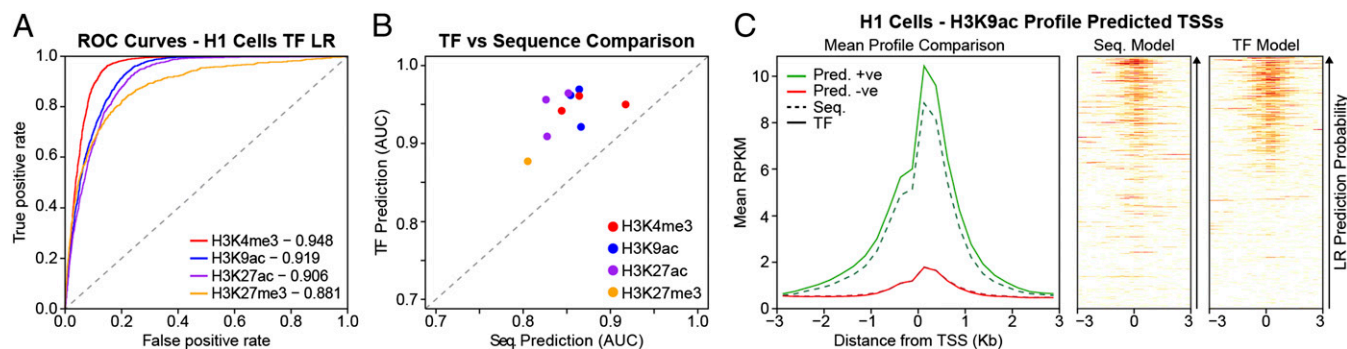 A
ROC Curves - H1 Cells TF LR
True positive rate
1.0
0.8
0.6
0.4
0.2
0.0
H3K4me3 – 0.948
H3K9ac – 0.919
H3K27ac – 0.906
H3K27me3 – 0.881
0.0 0.2 0.4 0.6 0.8 1.0
False positive rate
B
TF vs Sequence Comparison
TF Prediction (AUC)
1.0
0.9
0.8
0.7
H3K4me3
H3K9ac
H3K27ac
H3K27me3
0.7 0.8 0.9 1.0
Seq. Prediction (AUC)
C
H1 Cells - H3K9ac Profile Predicted TSSs
Mean Profile Comparison
Seq. Model
TF Model
Mean RPKM
10
8
6
4
2
0
Pred. +ve
Pred. -ve
Seq.
TF
−3 −2 −1 0 1 2 3
Distance from TSS (Kb)
−3 0 3
−3 0 3
LR Prediction Probability